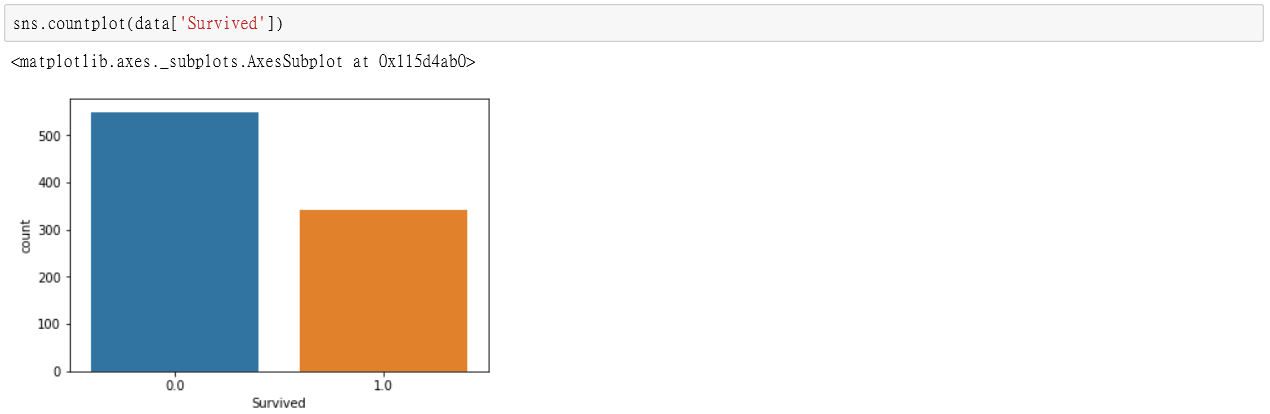 sns.countplot(data['Survived'])
<matplotlib.axes._subplots.AxesSubplot at 0x115d4ab0>
500
400
300
200
100
0
count
0.0 1.0
Survived